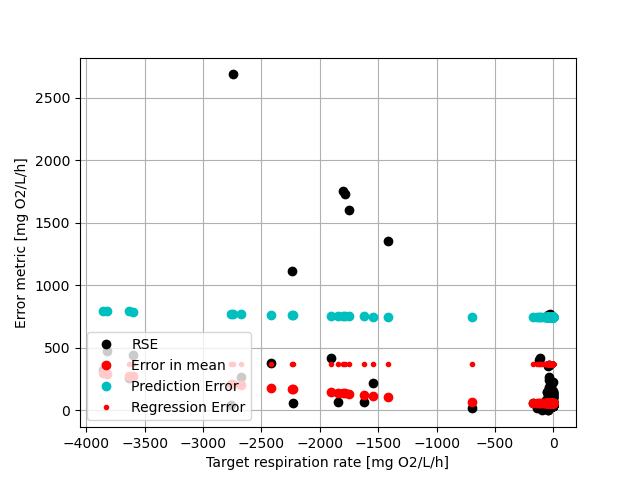 2500
2000
1500
1000
500
0
Error metric [mg O2/L/h]
RSE
Error in mean
Prediction Error
Regression Error
−4000 −3500 −3000 −2500 −2000 −1500 −1000 −500 0
Target respiration rate [mg O2/L/h]